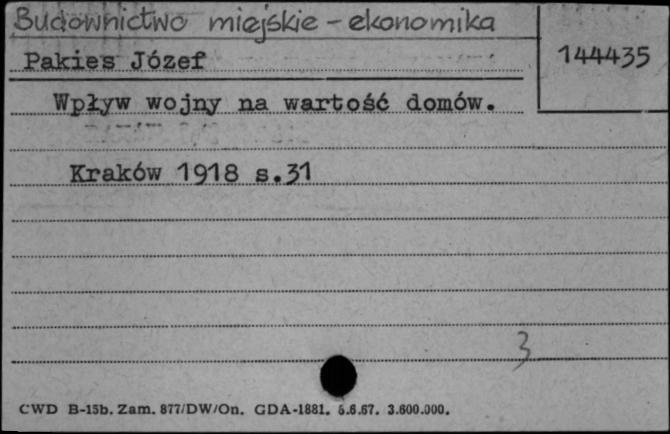 Budownictwo miejskie - ekonomika
144435
Pakies Józef
Wpływ wojny na wartość domów.
Kraków 1918 s.31
3
CWD B-15b. Zam. 877/DW/On. GDA-1881. 5.6.67. 3.600.000.